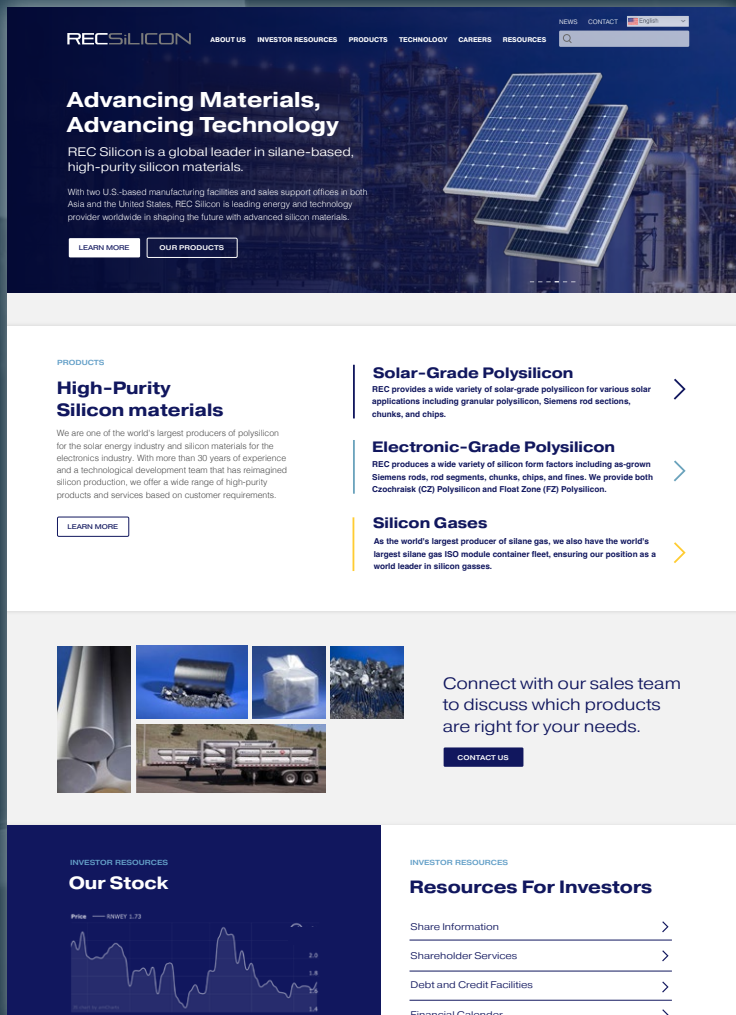 NEWS CONTACT English
RECSiLICON ABOUT US INVESTOR RESOURCES PRODUCTS TECHNOLOGY CAREERS RESOURCES
Advancing Materials,
Advancing Technology
REC Silicon is a global leader in silane-based,
high-purity silicon materials.
With two U.S.-based manufacturing facilities and sales support offices in both
Asia and the United States, REC Silicon is leading energy and technology
provider worldwide in shaping the future with advanced silicon materials.
LEARN MORE OUR PRODUCTS
PRODUCTS
High-Purity
Silicon materials
We are one of the world's largest producers of polysilicon
for the solar energy industry and silicon materials for the
electronics industry. With more than 30 years of experience
and a technological development team that has reimagined
silicon production, we offer a wide range of high-purity
products and services based on customer requirements.
LEARN MORE
Solar-Grade Polysilicon
REC provides a wide variety of solar-grade polysilicon for various solar
applications including granular polysilicon, Siemens rod sections,
chunks, and chips.
Electronic-Grade Polysilicon
REC produces a wide variety of silicon form factors including as-grown
Siemens rods, rod segments, chunks, chips, and fines. We provide both
Czochraisk (CZ) Polysilicon and Float Zone (FZ) Polysilicon.
Silicon Gases
As the world's largest producer of silane gas, we also have the world's
largest silane gas ISO module container fleet, ensuring our position as a
world leader in silicon gasses.
Connect with our sales team
to discuss which products
are right for your needs.
CONTACT US
INVESTOR RESOURCES
Our Stock
Price RNWEY 1.73
2.0
1.8
1.6
1.4
INVESTOR RESOURCES
Resources For Investors
Share Information
Shareholder Services
Debt and Credit Facilities
Financial Calendar